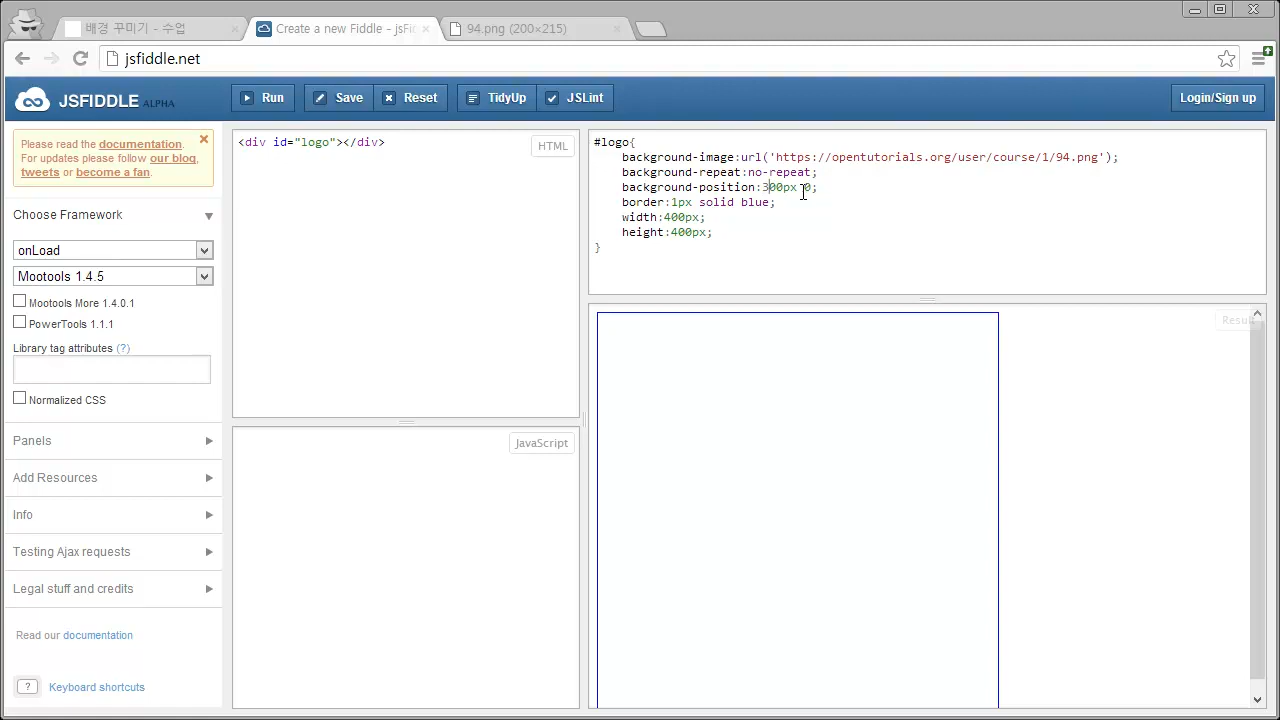 배경 꾸미기 - 수업
Create a new Fiddle - jsFi
94.png (200×215)
jsfiddle.net
JSFIDDLE ALPHA
Run
Save
Reset
TidyUp
JSLint
Login/Sign up
Please read the documentation.
For updates please follow our blog,
tweets or become a fan.
Choose Framework
onLoad
Mootools 1.4.5
Mootools More 1.4.0.1
PowerTools 1.1.1
Library tag attributes (?)
Normalized CSS
Panels
Add Resources
Info
Testing Ajax requests
Legal stuff and credits
Read our documentation
? Keyboard shortcuts
<div id="logo"></div>
HTML
JavaScript
#logo{
background-image:url('https://opentutorials.org/user/course/1/94.png');
background-repeat:no-repeat;
background-position:300px 0;
border:1px solid blue;
width:400px;
height:400px;
}
Result